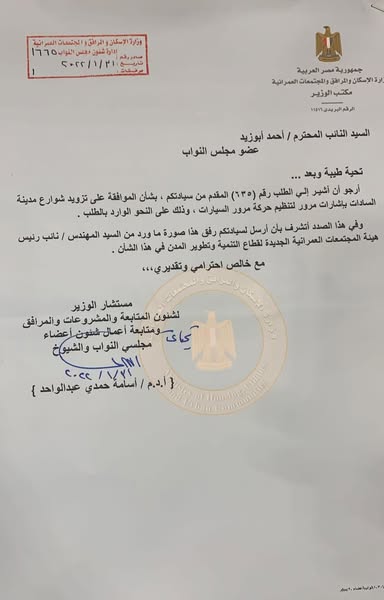 جمهورية مصر العربية
وزارة الإسكان والمرافق والمجتمعات العمرانية
مكتب الوزير
الرقم البريدى ١١٥١٦
وزارة الإسكان والمرافق والمجتمعات العمرانية
إدارة شئون مجلس النواب
صادر رقم : ١٦٦٥
تاريخ : ٢٠٢٢/١/٣١
مرفقات : ١
السيد النائب المحترم / أحمد أبوزيد
عضو مجلس النواب
تحية طيبة وبعد ...
أرجو أن أشير إلي الطلب رقم (٦٣٥) المقدم من سيادتكم ، بشأن الموافقة على تزويد شوارع مدينة
السادات بإشارات مرور لتنظيم حركة مرور السيارات ، وذلك على النحو الوارد بالطلب .
وفي هذا الصدد أتشرف بأن أرسل لسيادتكم رفق هذا صورة ما ورد من السيد المهندس / نائب رئيس
هيئة المجتمعات العمرانية الجديدة لقطاع التنمية وتطوير المدن في هذا الشأن .
مع خالص احترامي وتقديري،،،
مستشار الوزير
لشئون المتابعة والمشروعات والمرافق
ومتابعة أعمال شئون أعضاء
مجلسي النواب والشيوخ
٢٠٢٢/١/٣١
{ أ.د.م / أسامة حمدي عبدالواحد }